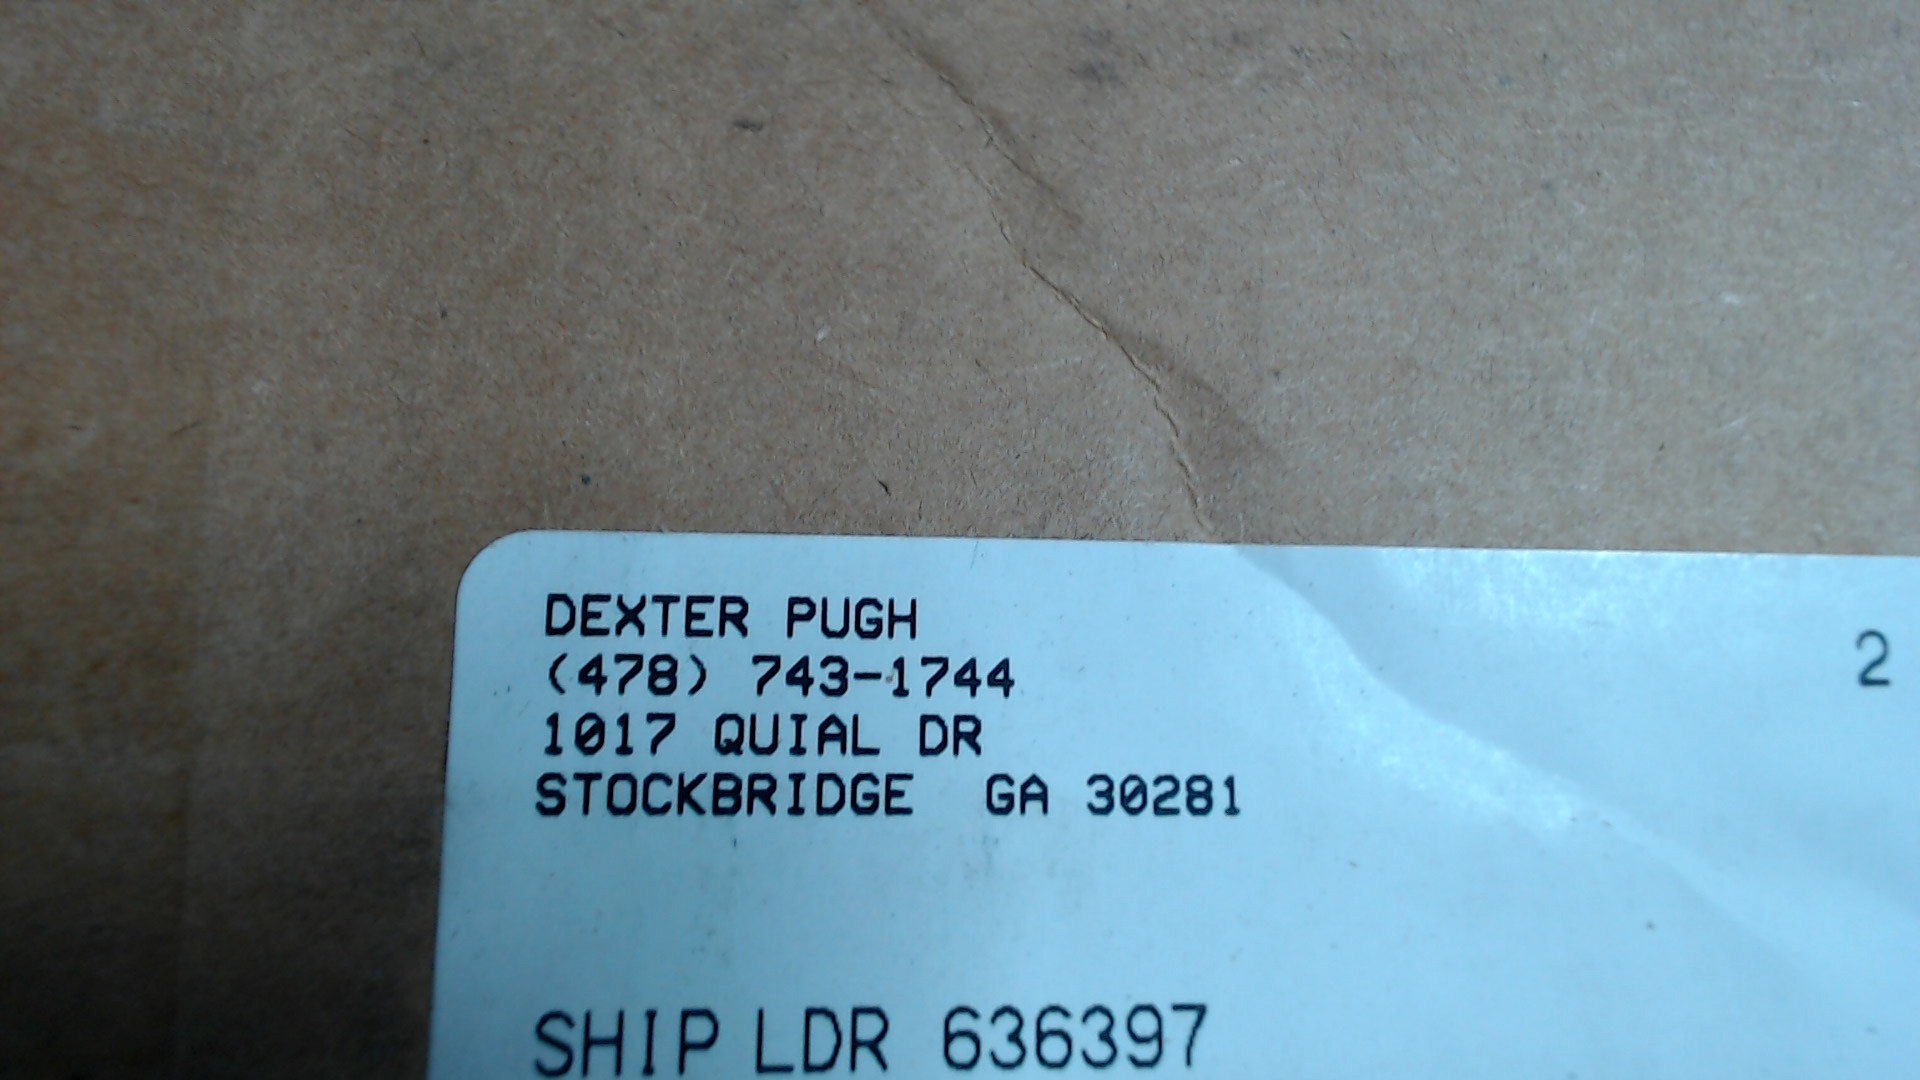 DEXTER PUGH
(478) 743-1744
2
1017 QUIAL DR
STOCKBRIDGE GA 30281
SHIP LDR 636397